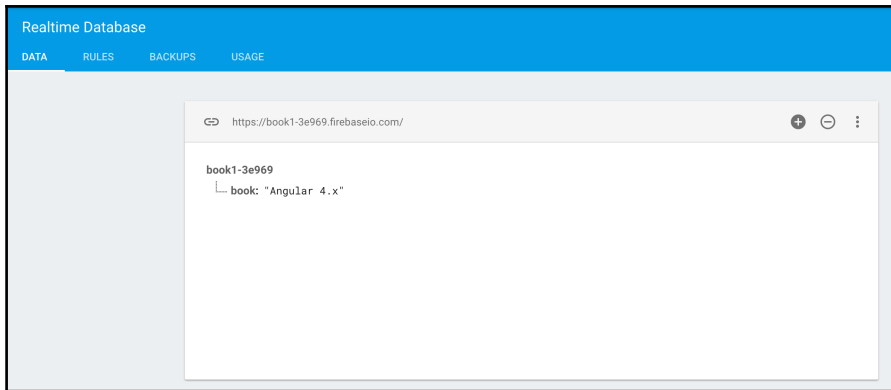 Realtime Database
DATA RULES BACKUPS USAGE
https://book1-3e969.firebaseio.com/
book1-3e969
book: "Angular 4.x"